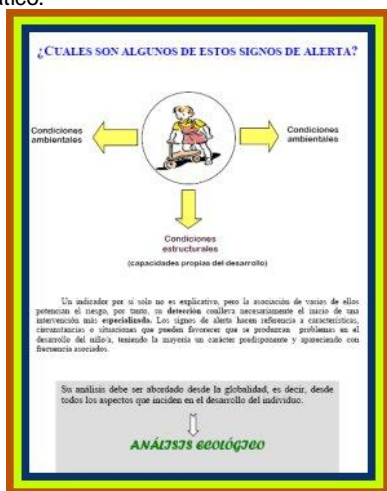 ático.
¿CUALES SON ALGUNOS DE ESTOS SIGNOS DE ALERTA?
Condiciones ambientales
Condiciones ambientales
Condiciones estructurales
(capacidades propias del desarrollo)
Un indicador por si solo no es explicativo, pero la asociación de varios de ellos
potencian el riesgo, por tanto, su detección conlleva necesariamente el inicio de una
intervención más especializada. Los signos de alerta hacen referencia a características,
circunstancias o situaciones que pueden favorecer que se produzcan problemas en el
desarrollo del niño/a, teniendo la mayoría un carácter predisponente y apareciendo con
frecuencia asociados.
Su análisis debe ser abordado desde la globalidad, es decir, desde
todos los aspectos que inciden en el desarrollo del individuo.
ANÁLISIS ECOLÓGICO